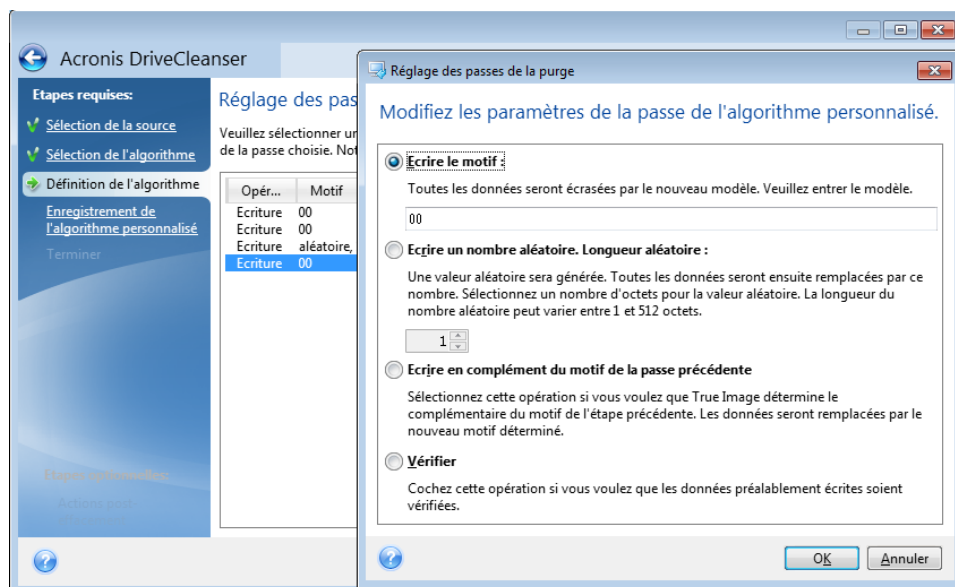 Acronis DriveCleanser
Etapes requises:
Sélection de la source
Sélection de l'algorithme
Définition de l'algorithme
Enregistrement de
l'algorithme personnalisé
Terminer
Etapes optionnelles:
Actions post-
Réglage des pas
Veuillez sélectionner un
de la passe choisie. Not
Opér... Motif
Ecriture 00
Ecriture 00
Ecriture aléatoire,
Ecriture 00
Réglage des passes de la purge
Modifiez les paramètres de la passe de l'algorithme personnalisé.
Ecrire le motif :
Toutes les données seront écrasées par le nouveau modèle. Veuillez entrer le modèle.
00
Ecrire un nombre aléatoire. Longueur aléatoire :
Une valeur aléatoire sera générée. Toutes les données seront ensuite remplacées par ce
nombre. Sélectionnez un nombre d'octets pour la valeur aléatoire. La longueur du
nombre aléatoire peut varier entre 1 et 512 octets.
1
Ecrire en complément du motif de la passe précédente
Sélectionnez cette opération si vous voulez que True Image détermine le
complémentaire du motif de l'étape précédente. Les données seront remplacées par le
nouveau motif déterminé.
Vérifier
Cochez cette opération si vous voulez que les données préalablement écrites soient
vérifiées.
OK
Annuler